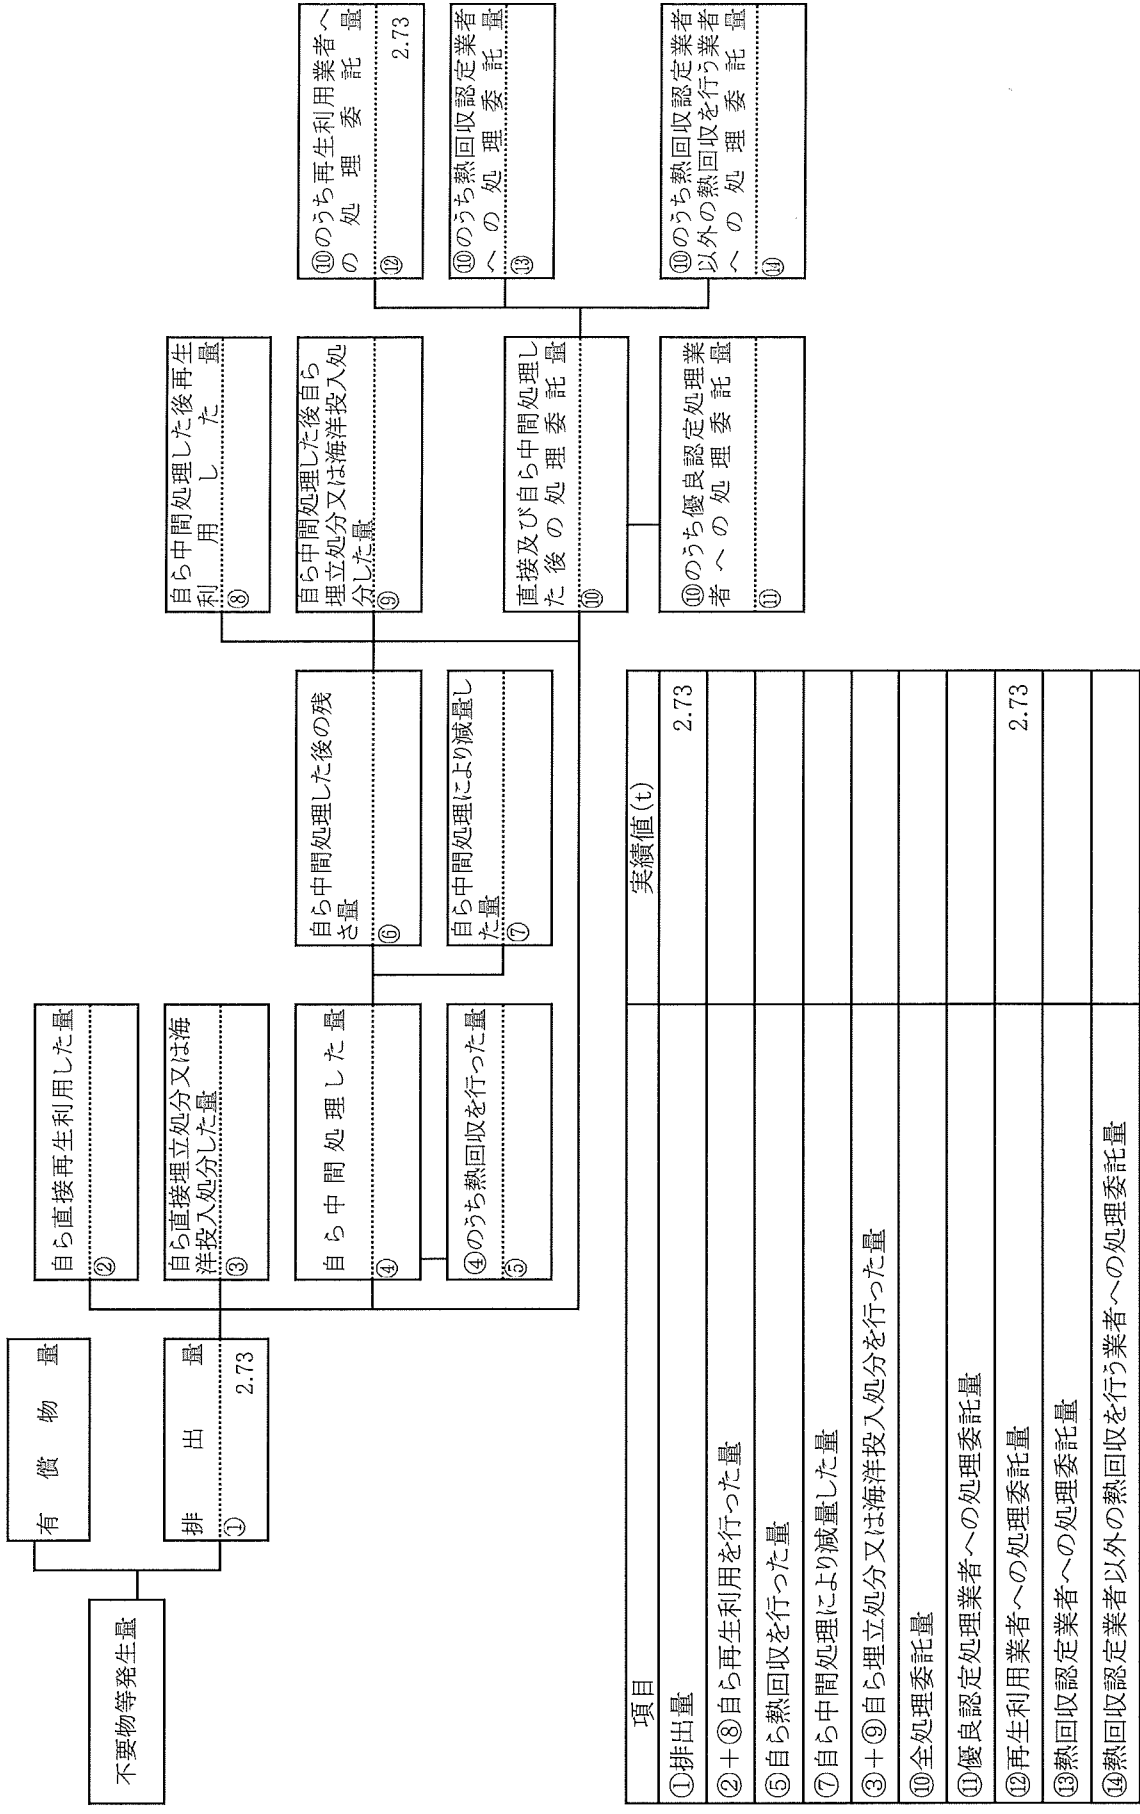 不要物等発生量
有償物量
排出量
① 2.73
自ら直接再生利用した量
②
自ら直接埋立処分又は海
洋投入処分した量
③
自ら中間処理した量
④
④のうち熱回収を行った量
⑤
自ら中間処理した後の残
さ量
⑥
自ら中間処理により減量し
た量
⑦
自ら中間処理した後再生
利用した量
⑧
自ら中間処理した後自ら
埋立処分又は海洋投入処
分した量
⑨
直接及び自ら中間処理し
た後の処理委託量
⑩
⑩のうち優良認定処理業
者への処理委託量
⑪
⑩のうち再生利用業者へ
の処理委託量
⑫ 2.73
⑩のうち熱回収認定業者
への処理委託量
⑬
⑩のうち熱回収認定業者
以外の熱回収を行う業者
への処理委託量
⑭
項目 実績値(t)
①排出量 2.73
②+⑧自ら再生利用を行った量
⑤自ら熱回収を行った量
⑦自ら中間処理により減量した量
③+⑨自ら埋立処分又は海洋投入処分を行った量
⑩全処理委託量
⑪優良認定処理業者への処理委託量
⑫再生利用業者への処理委託量 2.73
⑬熱回収認定業者への処理委託量
⑭熱回収認定業者以外の熱回収を行う業者への処理委託量